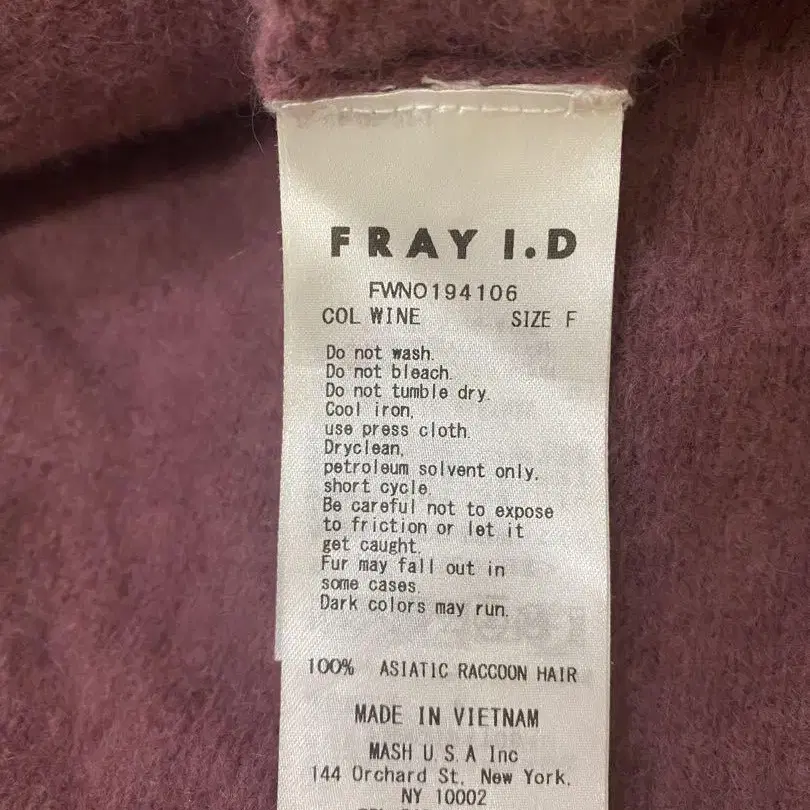 FRAY I.D
FWNO194106
COL WINE SIZE F
Do not wash.
Do not bleach.
Do not tumble dry.
Cool iron,
use press cloth.
Dryclean,
petroleum solvent only.
short cycle.
Be careful not to expose
to friction or let it
get caught.
Fur may fall out in
some cases.
Dark colors may run.
100% ASIATIC RACCOON HAIR
MADE IN VIETNAM
MASH U.S.A Inc
144 Orchard St. New York,
NY 10002